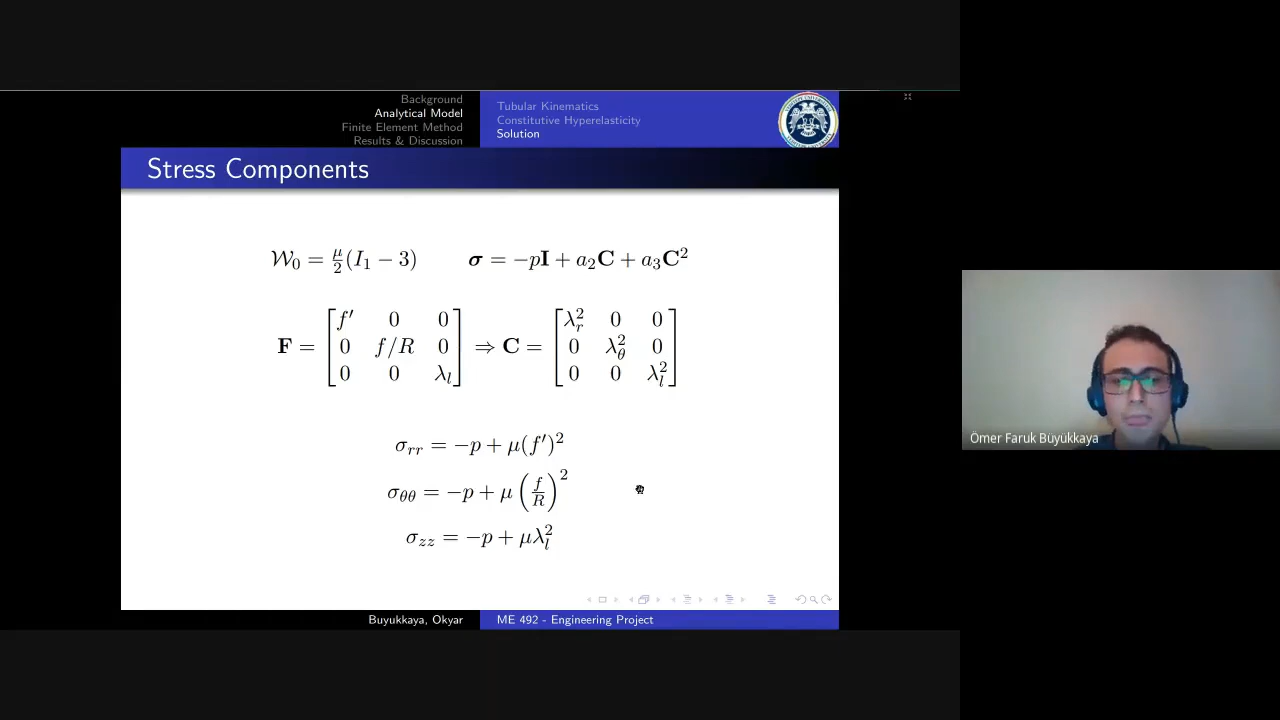 Background
Analytical Model
Finite Element Method
Results & Discussion
Tubular Kinematics
Constitutive Hyperelasticity
Solution
Stress Components
𝒲₀ = μ/2 (I₁ − 3)    σ = −pI + a₂C + a₃C²
F = [f′ 0 0; 0 f/R 0; 0 0 λₗ] ⇒ C = [λᵣ² 0 0; 0 λ_θ² 0; 0 0 λₗ²]
σ_rr = −p + μ(f′)²
σ_θθ = −p + μ(f/R)²
σ_zz = −p + μλₗ²
Buyukkaya, Okyar
ME 492 - Engineering Project
Ömer Faruk Büyükkaya